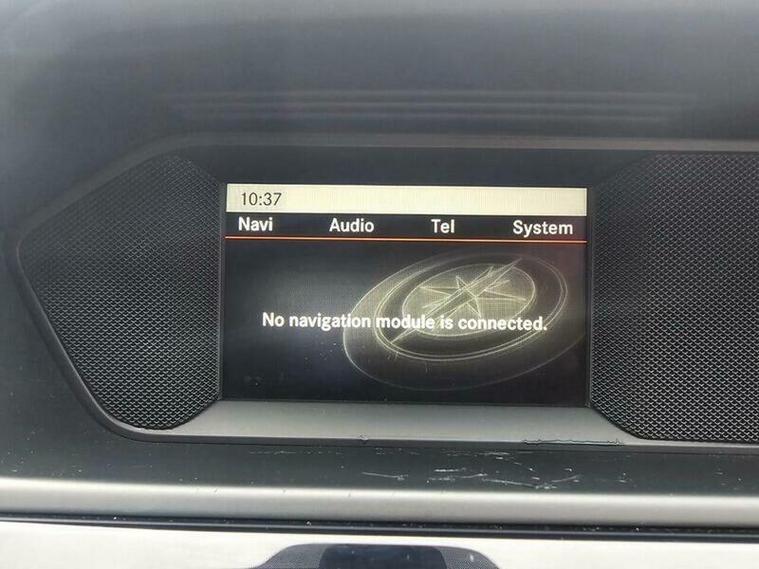 10:37
Navi Audio Tel System
No navigation module is connected.